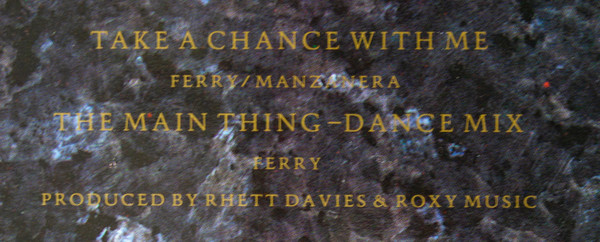 TAKE A CHANCE WITH ME
FERRY/MANZANERA
THE MAIN THING-DANCE MIX
FERRY
PRODUCED BY RHETT DAVIES & ROXY MUSIC